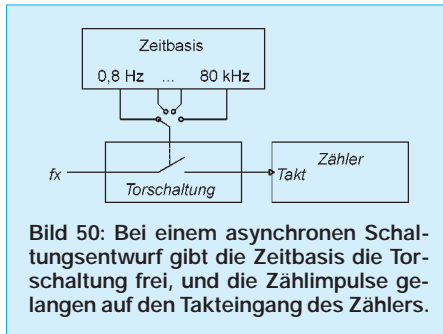 Zeitbasis
0,8 Hz ... 80 kHz
fx
Torschaltung
Takt
Zähler
Bild 50: Bei einem asynchronen Schal-
tungsentwurf gibt die Zeitbasis die Tor-
schaltung frei, und die Zählimpulse ge-
langen auf den Takteingang des Zählers.